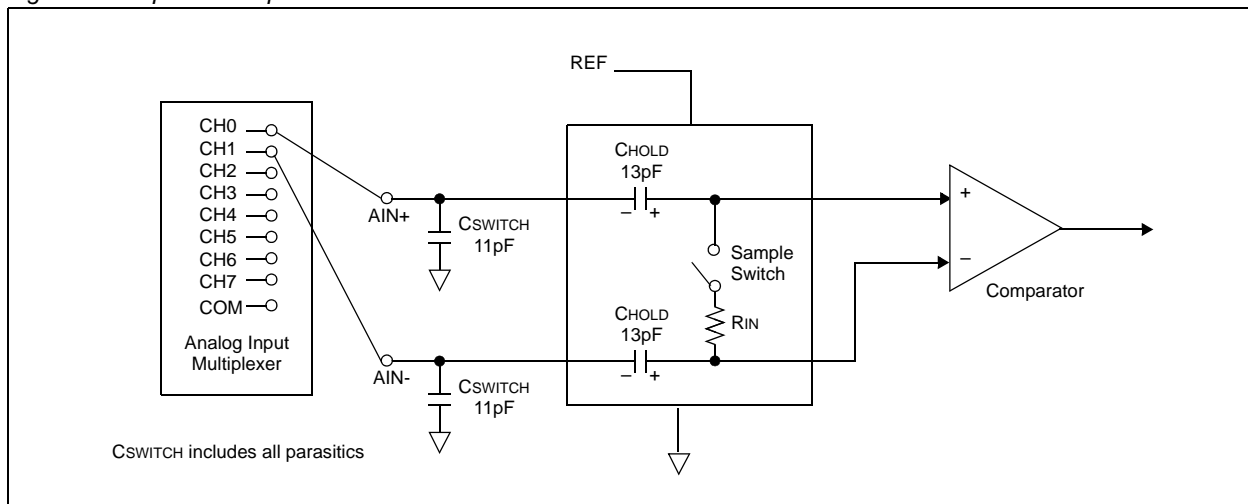 REF
CH0
CH1
CH2
CH3
CH4
CH5
CH6
CH7
COM
Analog Input
Multiplexer
AIN+
CSWITCH
11pF
AIN-
CSWITCH
11pF
CHOLD
13pF
– +
Sample
Switch
CHOLD
13pF
– +
RIN
+
–
Comparator
CSWITCH includes all parasitics